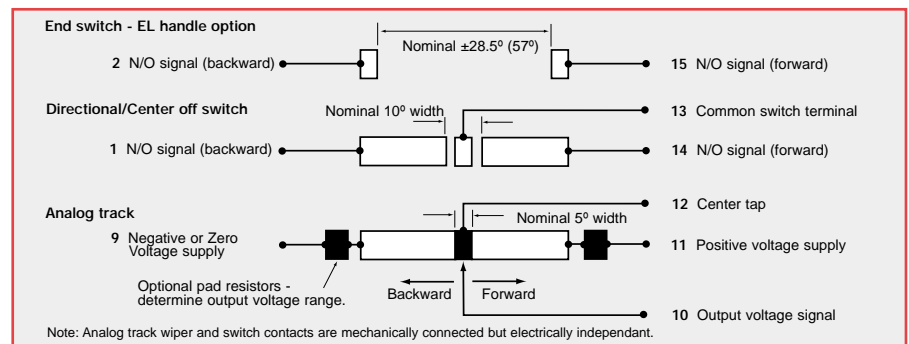 End switch - EL handle option
Nominal ±28.5º (57º)
2 N/O signal (backward)
15 N/O signal (forward)
Directional/Center off switch
Nominal 10º width
13 Common switch terminal
1 N/O signal (backward)
14 N/O signal (forward)
12 Center tap
Analog track
Nominal 5º width
9 Negative or Zero
Voltage supply
11 Positive voltage supply
Optional pad resistors -
determine output voltage range.
Backward
Forward
10 Output voltage signal
Note: Analog track wiper and switch contacts are mechanically connected but electrically independant.